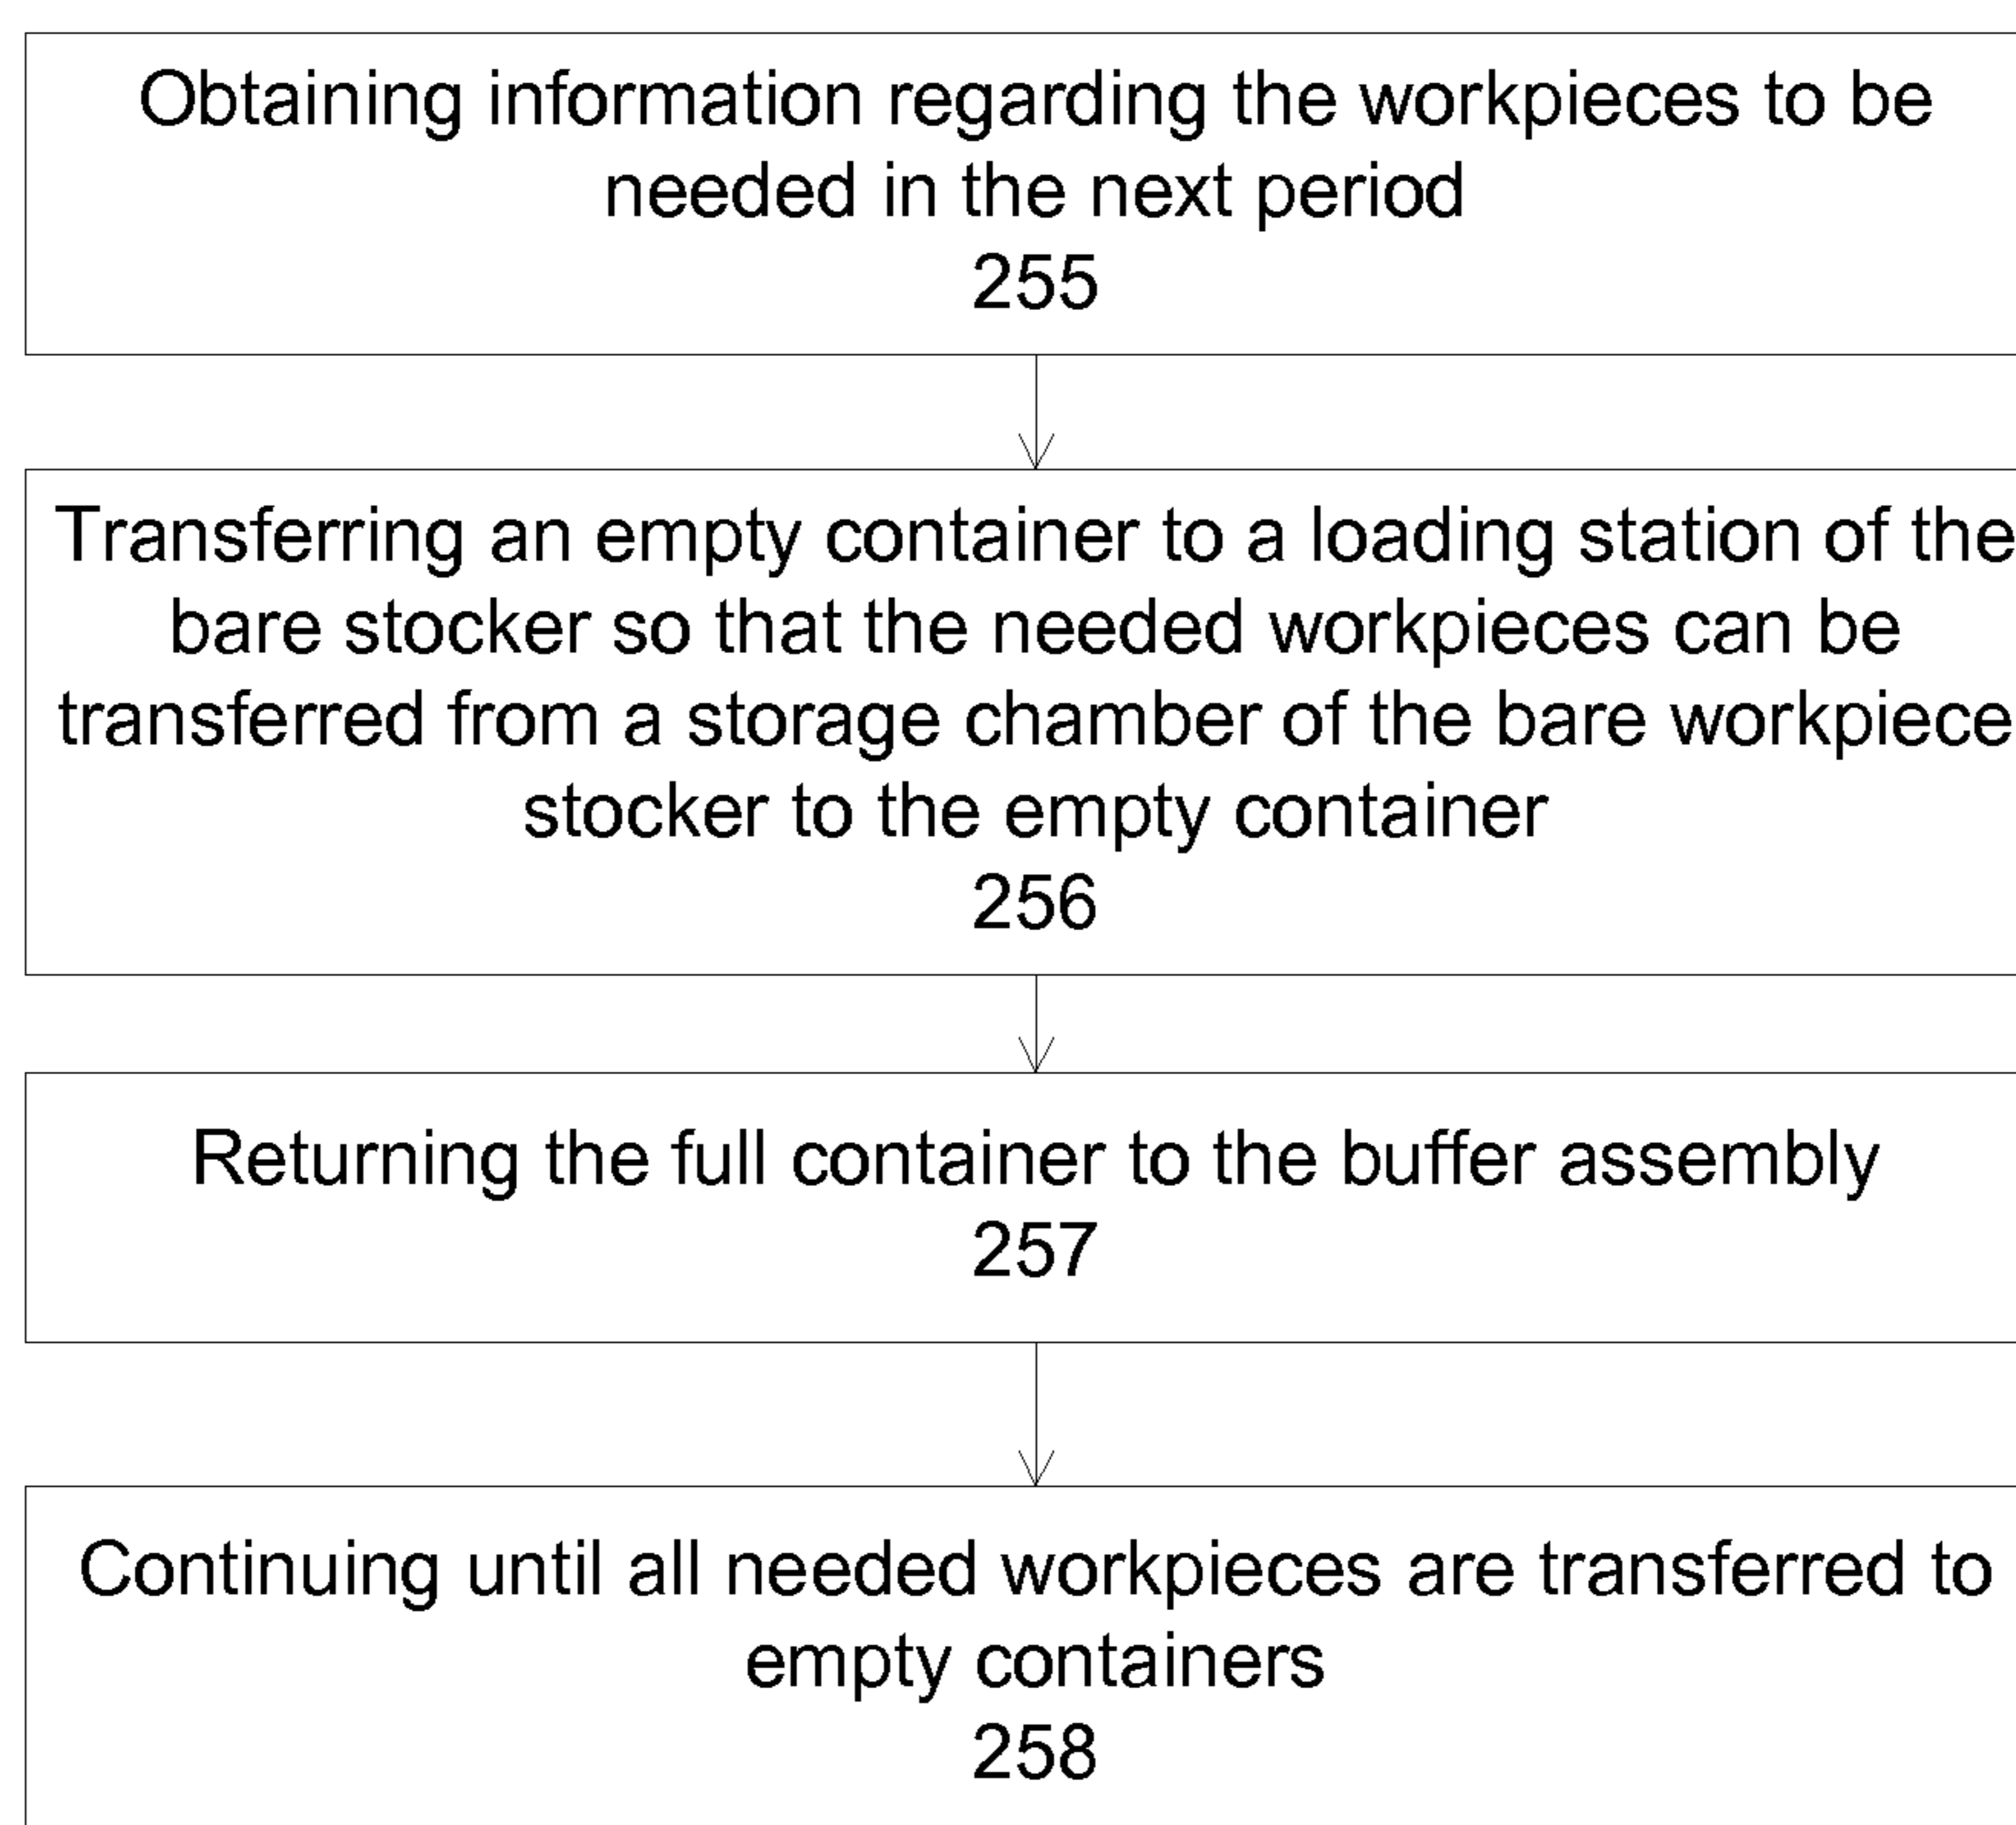 Obtaining information regarding the workpieces to be
needed in the next period
255
Transferring an empty container to a loading station of the
bare stocker so that the needed workpieces can be
transferred from a storage chamber of the bare workpiece
stocker to the empty container
256
Returning the full container to the buffer assembly
257
Continuing until all needed workpieces are transferred to
empty containers
258